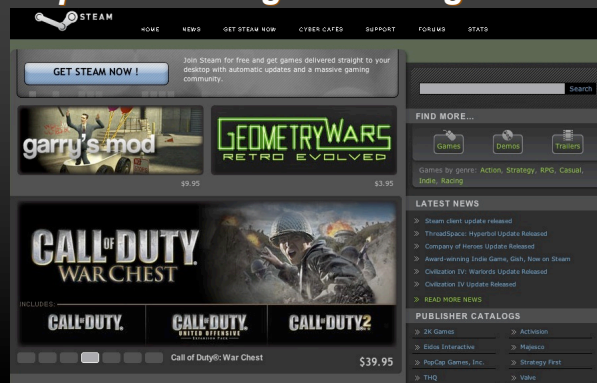 STEAM
HOME NEWS GET STEAM NOW CYBER CAFÉS SUPPORT FORUMS STATS
GET STEAM NOW !
Join Steam for free and get games delivered straight to your
desktop with automatic updates and a massive gaming
community.
Search
garry's mod
$9.95
GEOMETRY WARS
RETRO EVOLVED
$3.95
FIND MORE...
Games Demos Trailers
Games by genre: Action, Strategy, RPG, Casual,
Indie, Racing
CALL OF DUTY
WAR CHEST
INCLUDES:
CALL OF DUTY.
CALL OF DUTY.
UNITED OFFENSIVE
EXPANSION PACK
CALL OF DUTY 2
Call of Duty®: War Chest
$39.95
LATEST NEWS
» Steam client update released
» ThreadSpace: Hyperbol Update Released
» Company of Heroes Update Released
» Award-winning Indie Game, Gish, Now on Steam
» Civilization IV: Warlords Update Released
» Civilization IV Update Released
» READ MORE NEWS
PUBLISHER CATALOGS
» 2K Games » Activision
» Eidos Interactive » Majesco
» PopCap Games, Inc. » Strategy First
» THQ » Valve